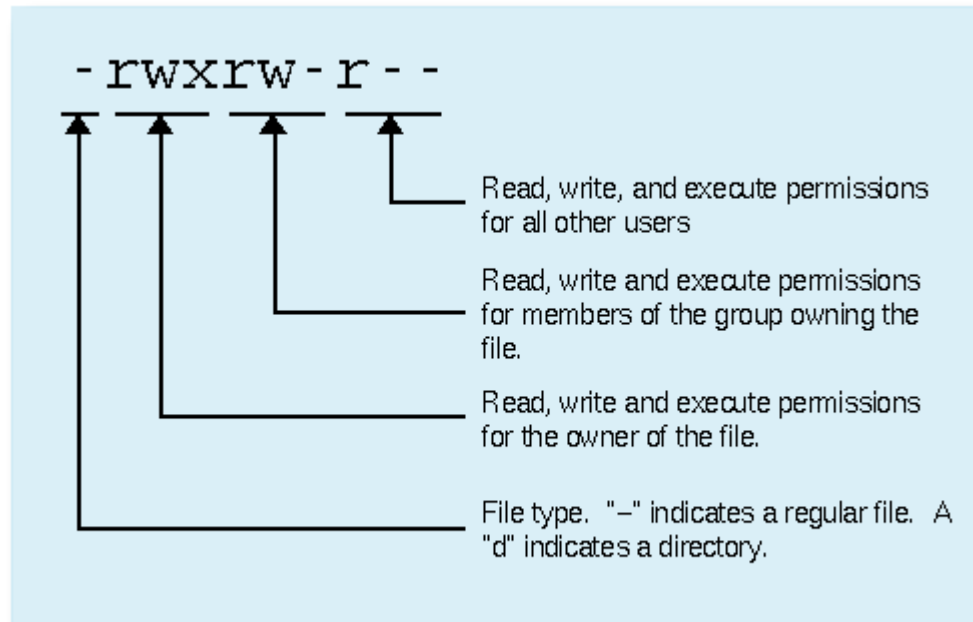 -rwxrw-r--
Read, write, and execute permissions
for all other users
Read, write and execute permissions
for members of the group owning the
file.
Read, write and execute permissions
for the owner of the file.
File type. "–" indicates a regular file. A
"d" indicates a directory.